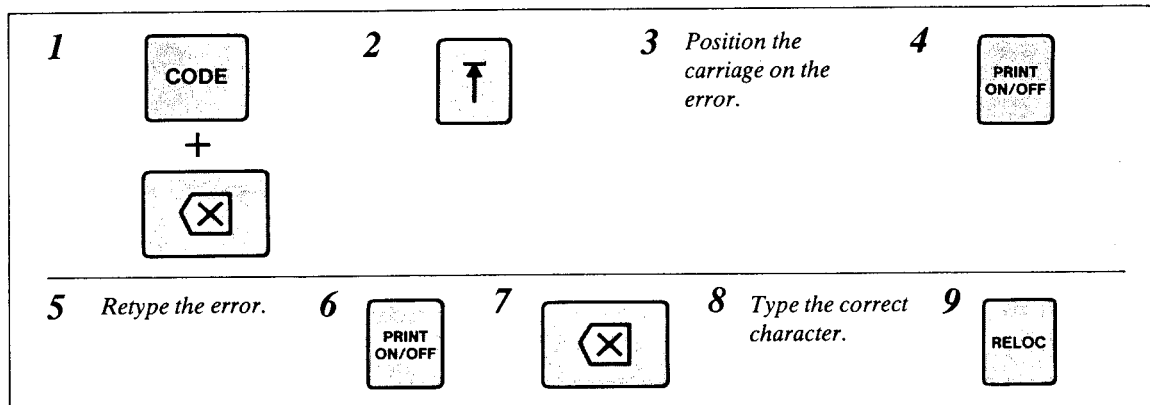 1
CODE
+
2
3 Position the
carriage on the
error.
4
PRINT
ON/OFF
5 Retype the error.
6
PRINT
ON/OFF
7
8 Type the correct
character.
9
RELOC